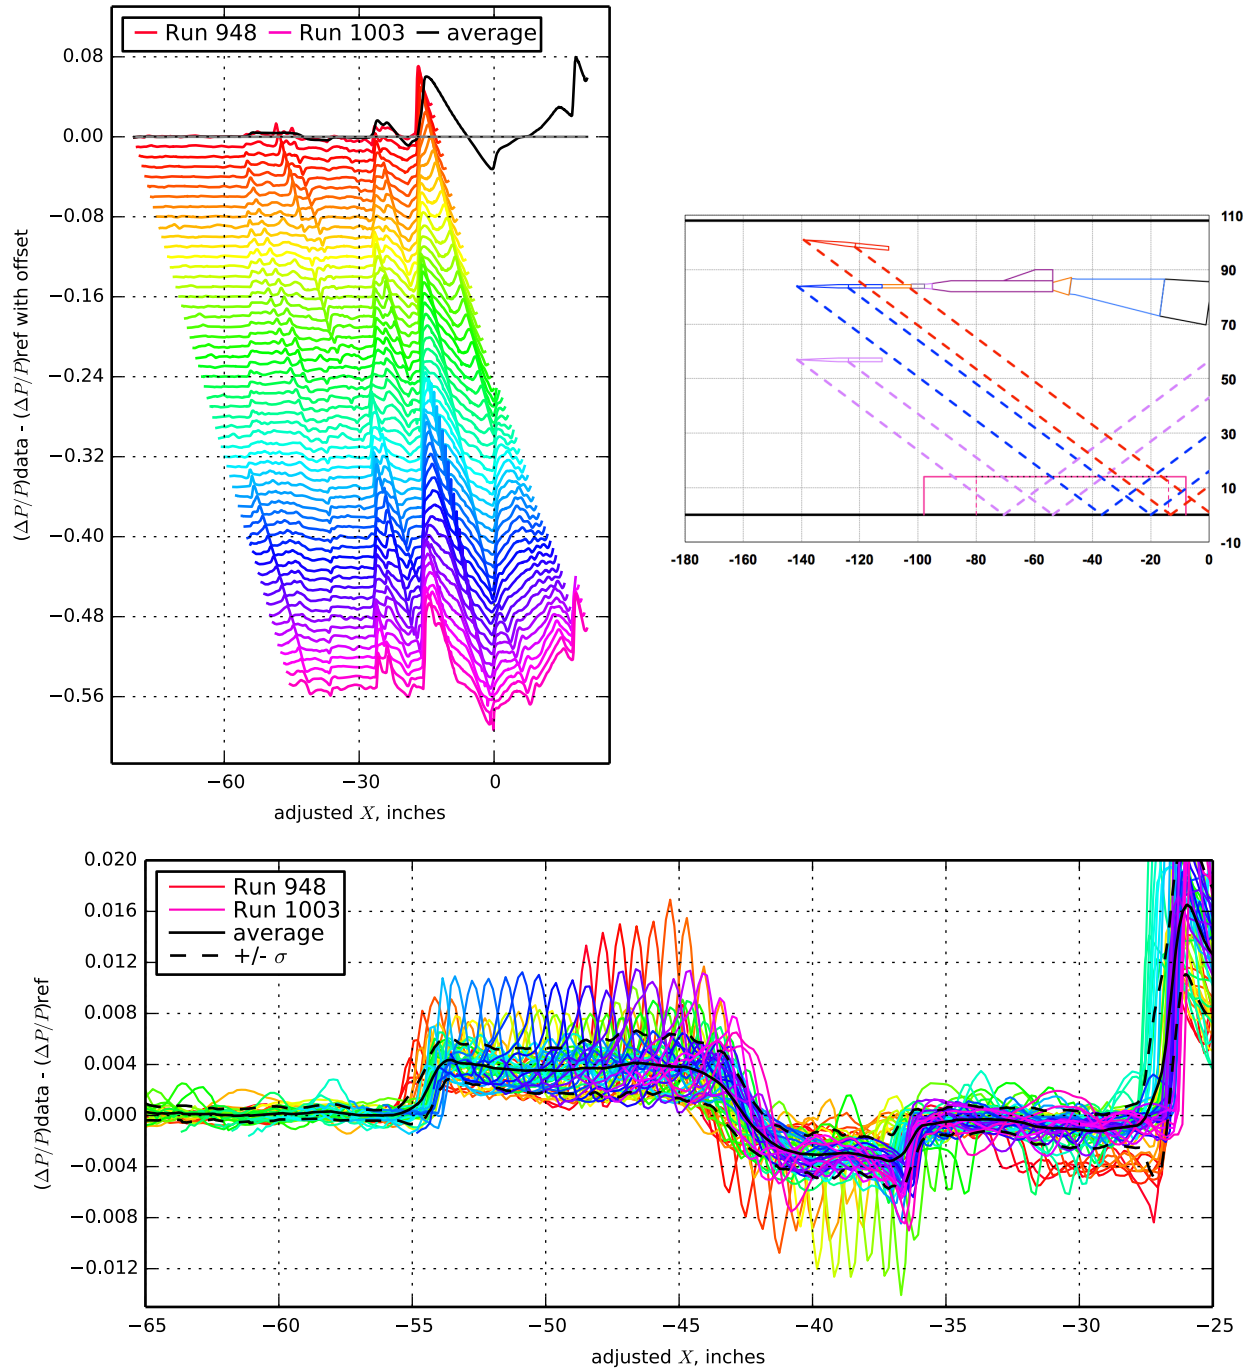 Run 948 Run 1003 average
0.08
0.00
−0.08
−0.16
−0.24
−0.32
−0.40
−0.48
−0.56
(ΔP/P)data - (ΔP/P)ref with offset
−60 −30 0
adjusted X, inches
110
90
70
50
30
10
-10
-180 -160 -140 -120 -100 -80 -60 -40 -20 0
Run 948
Run 1003
average
+/- σ
0.020
0.016
0.012
0.008
0.004
0.000
−0.004
−0.008
−0.012
(ΔP/P)data - (ΔP/P)ref
−65 −60 −55 −50 −45 −40 −35 −30 −25
adjusted X, inches